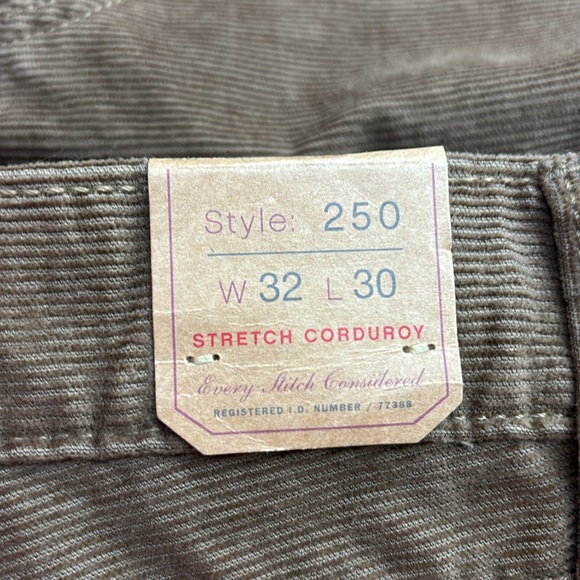 Style: 250
W 32 L 30
STRETCH CORDUROY
Every Stitch Considered
REGISTERED I.D. NUMBER / 77388